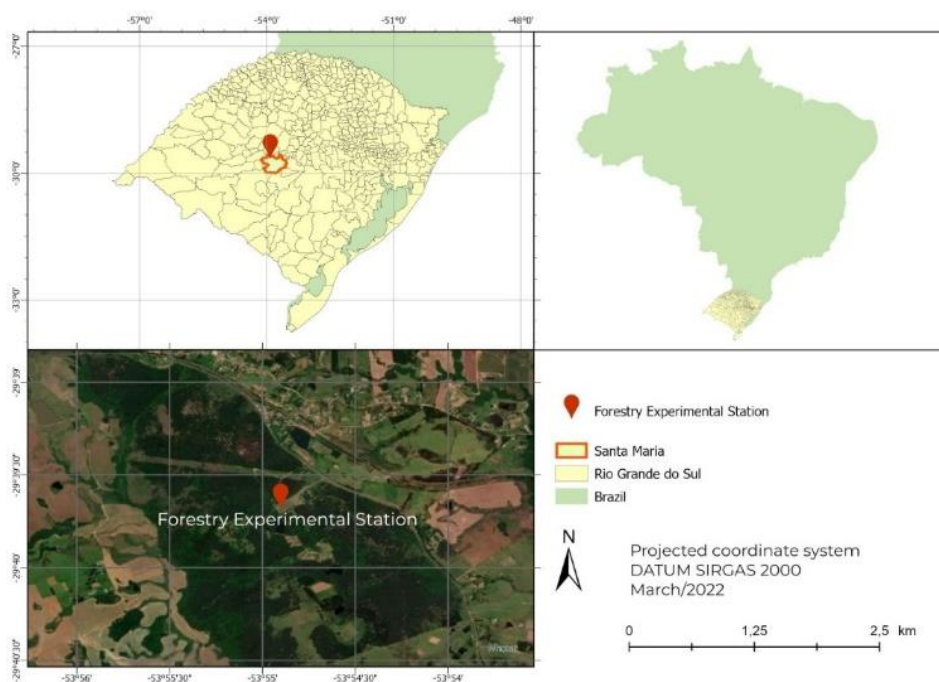 -57°0' -54°0' -51°0' -48°0'
-27°0'
-30°0'
-33°0'
-29°39'
-29°39'30"
-29°40'
-29°40'30"
Forestry Experimental Station
-53°56' -53°55'30" -53°55' -53°54'30" -53°54'
Forestry Experimental Station
Santa Maria
Rio Grande do Sul
Brazil
N
Projected coordinate system
DATUM SIRGAS 2000
March/2022
0 1,25 2,5 km